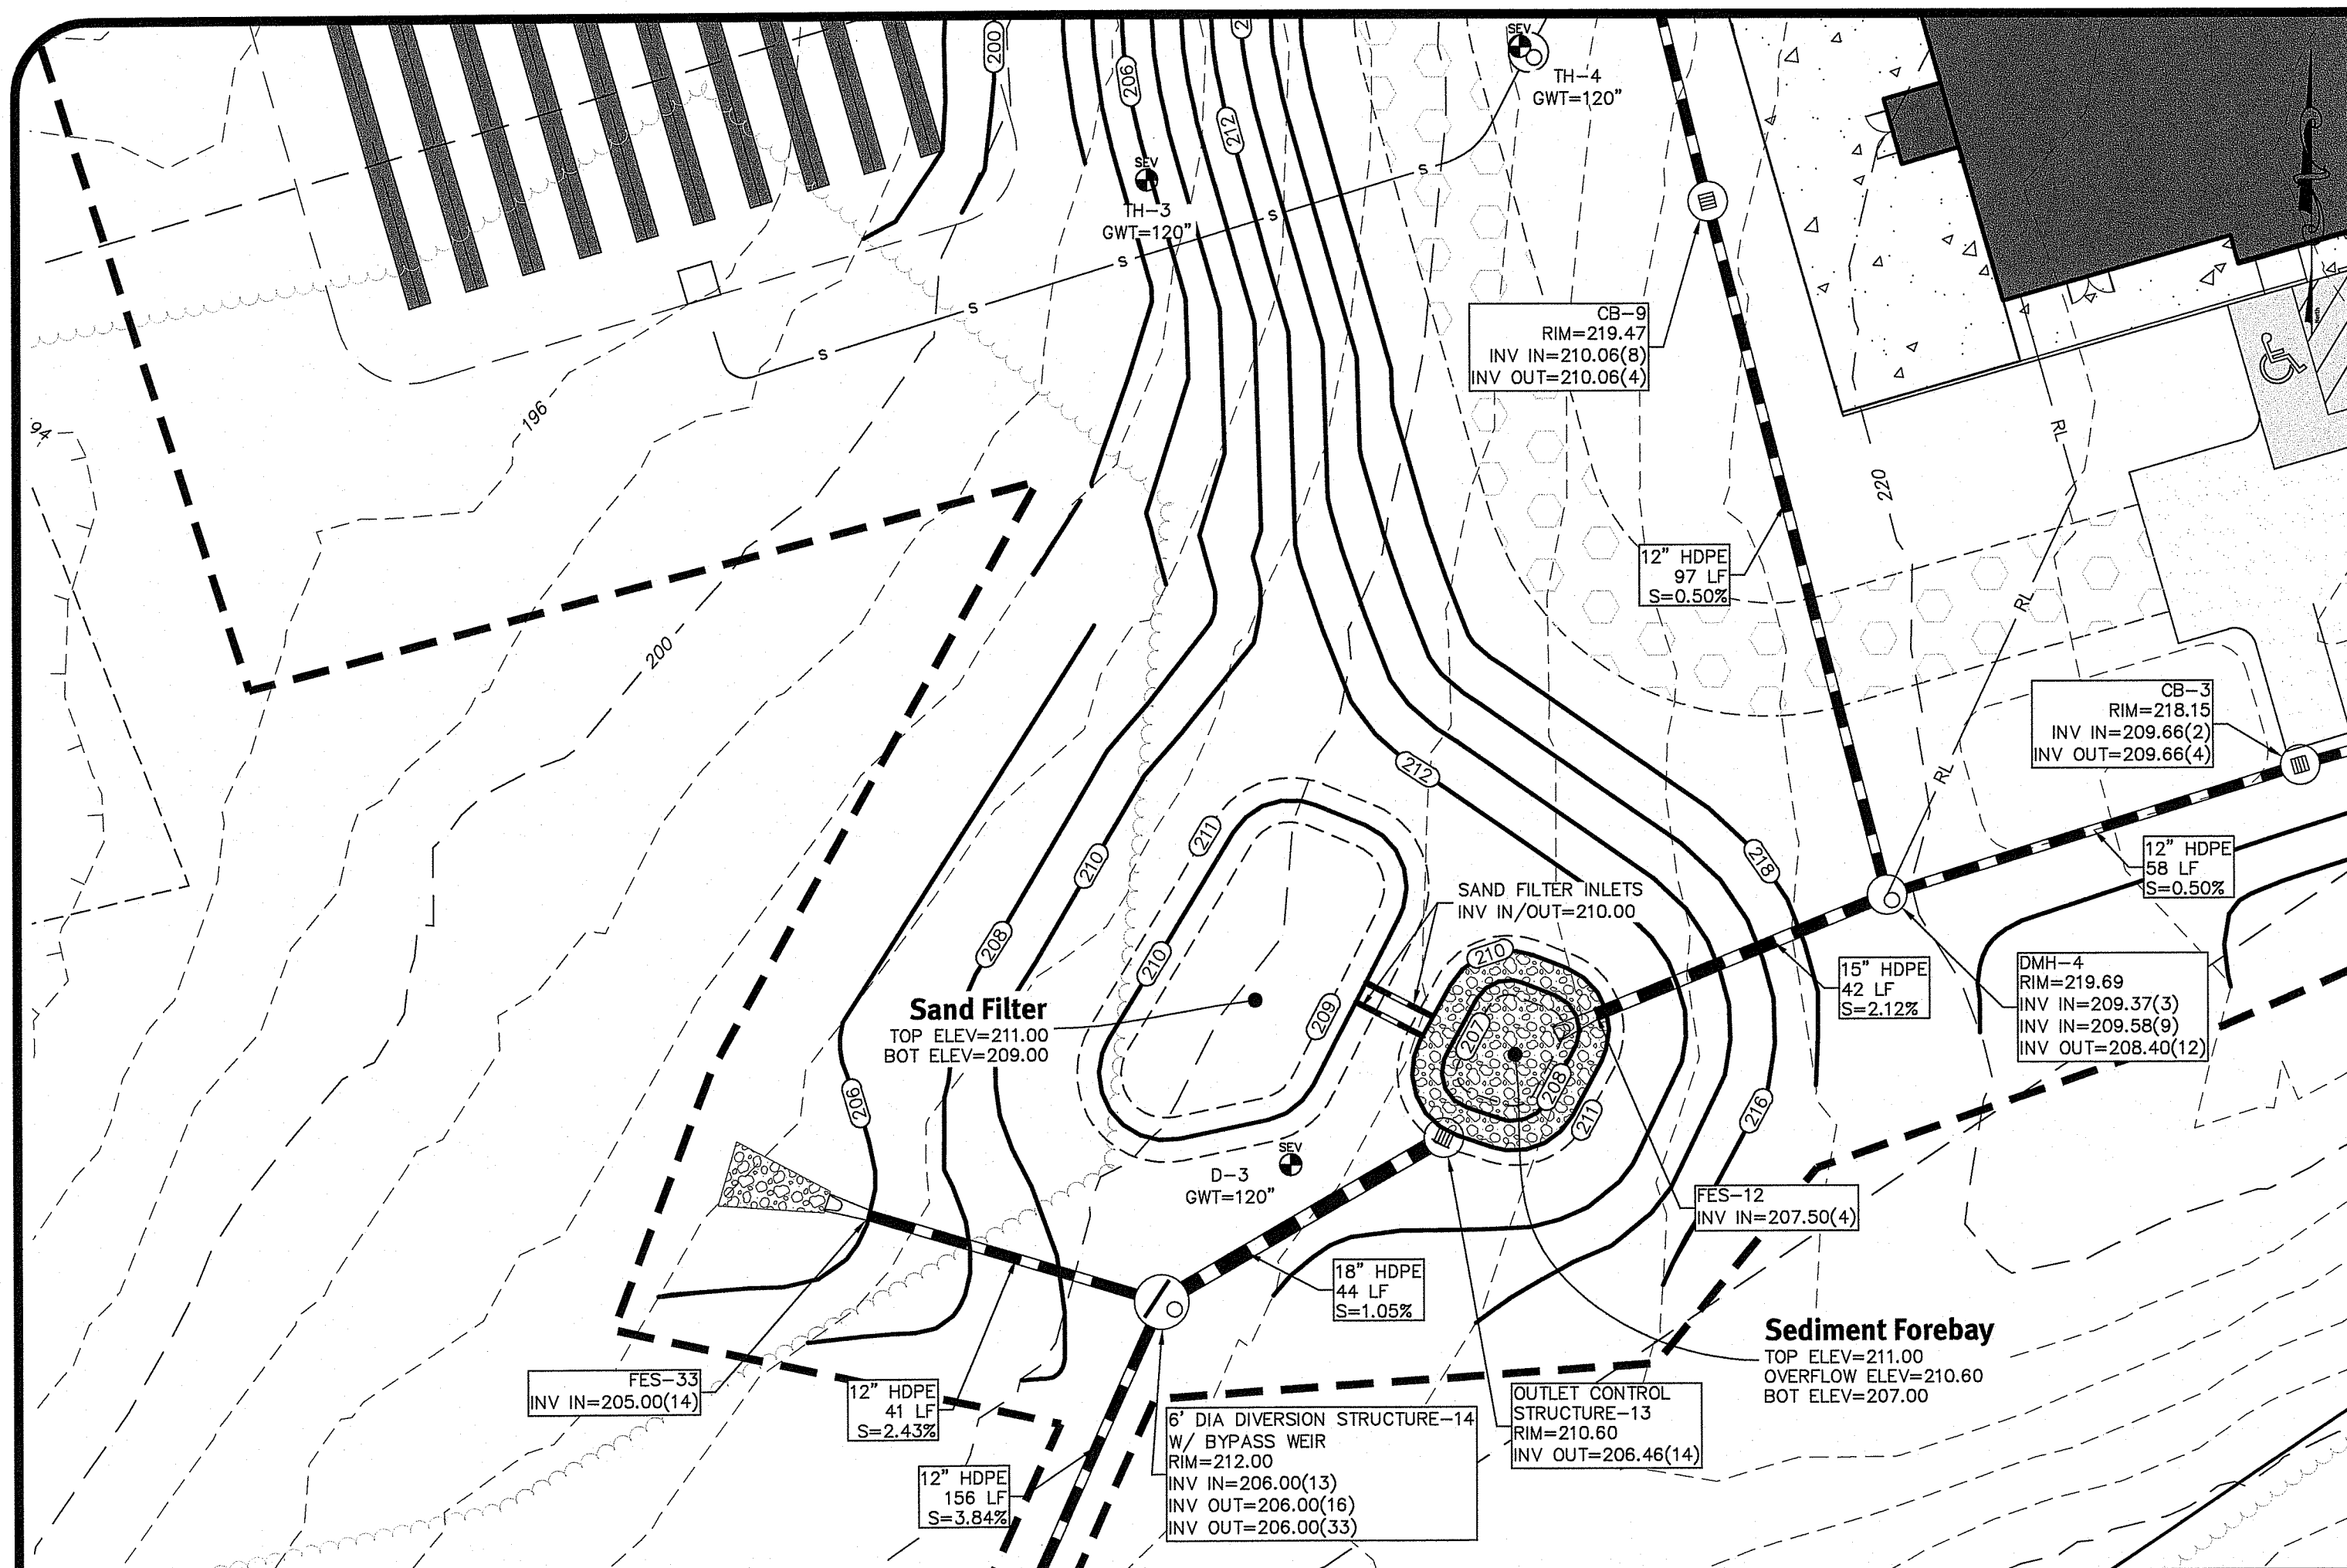 200
206
212
SEV
TH-4
GWT=120"
SEV
TH-3
GWT=120"
S
S
S
S
S
CB-9
RIM=219.47
INV IN=210.06(8)
INV OUT=210.06(4)
North
196
94
RL
220
12" HDPE
97 LF
S=0.50%
RL
200
CB-3
RIM=218.15
INV IN=209.66(2)
INV OUT=209.66(4)
RL
212
211
210
218
12" HDPE
58 LF
S=0.50%
SAND FILTER INLETS
INV IN/OUT=210.00
208
210
210
15" HDPE
42 LF
S=2.12%
DMH-4
RIM=219.69
INV IN=209.37(3)
INV IN=209.58(9)
INV OUT=208.40(12)
Sand Filter
TOP ELEV=211.00
BOT ELEV=209.00
209
207
208
206
211
216
SEV
D-3
GWT=120"
FES-12
INV IN=207.50(4)
18" HDPE
44 LF
S=1.05%
Sediment Forebay
TOP ELEV=211.00
OVERFLOW ELEV=210.60
BOT ELEV=207.00
FES-33
INV IN=205.00(14)
12" HDPE
41 LF
S=2.43%
OUTLET CONTROL
STRUCTURE-13
RIM=210.60
INV OUT=206.46(14)
6' DIA DIVERSION STRUCTURE-14
W/ BYPASS WEIR
RIM=212.00
INV IN=206.00(13)
INV OUT=206.00(16)
INV OUT=206.00(33)
12" HDPE
156 LF
S=3.84%